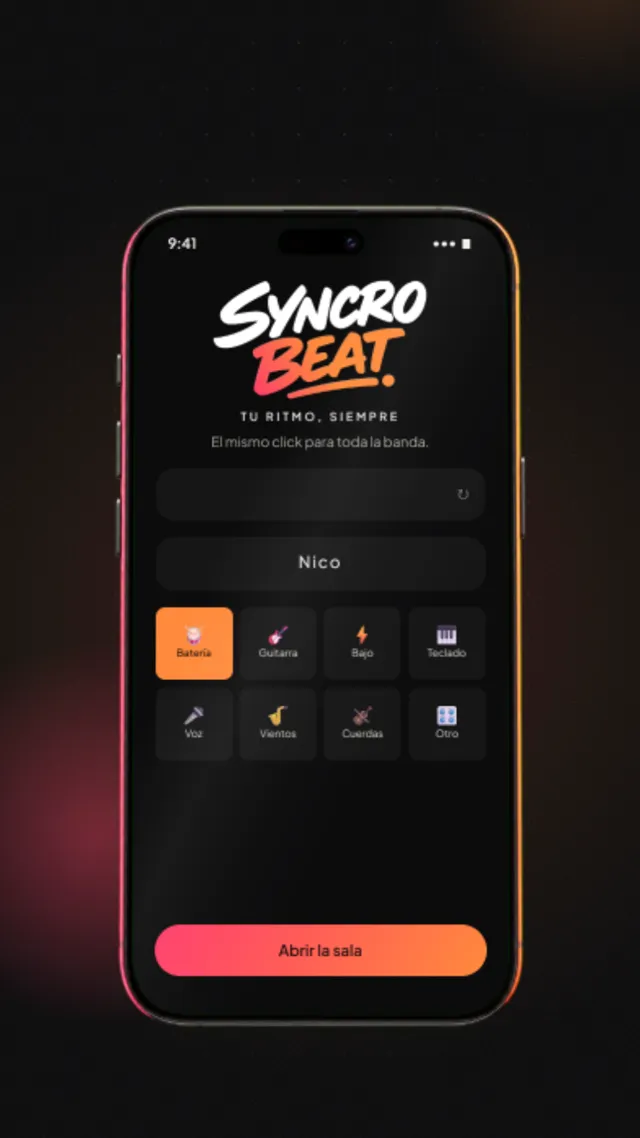 9:41
SYNCRO
BEAT.
TU RITMO, SIEMPRE
El mismo click para toda la banda.
Nico
Batería Guitarra Bajo Teclado
Voz Vientos Cuerdas Otro
Abrir la sala